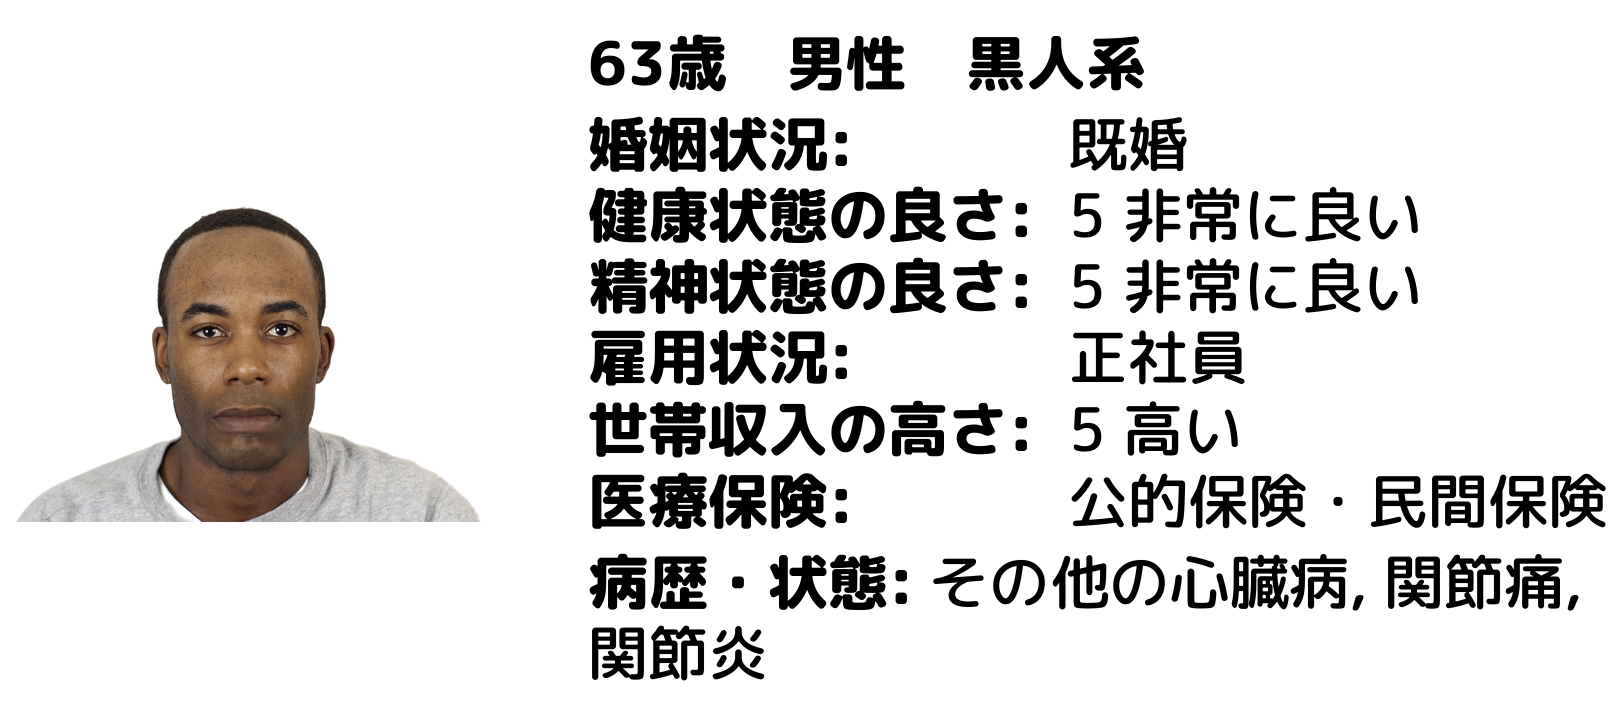 63歳　男性　黒人系
婚姻状況: 既婚
健康状態の良さ: 5 非常に良い
精神状態の良さ: 5 非常に良い
雇用状況: 正社員
世帯収入の高さ: 5 高い
医療保険: 公的保険・民間保険
病歴・状態: その他の心臓病, 関節痛,
関節炎